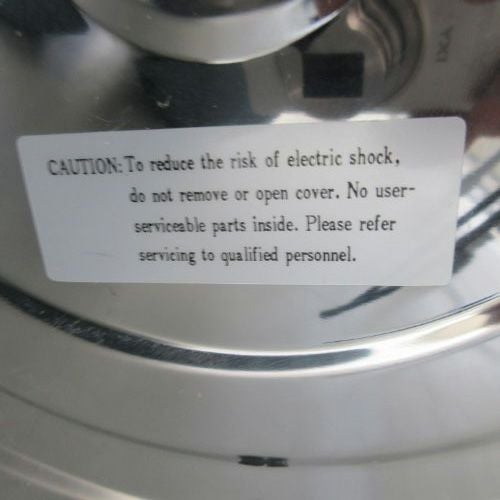 CAUTION: To reduce the risk of electric shock,
do not remove or open cover. No user-
serviceable parts inside. Please refer
servicing to qualified personnel.